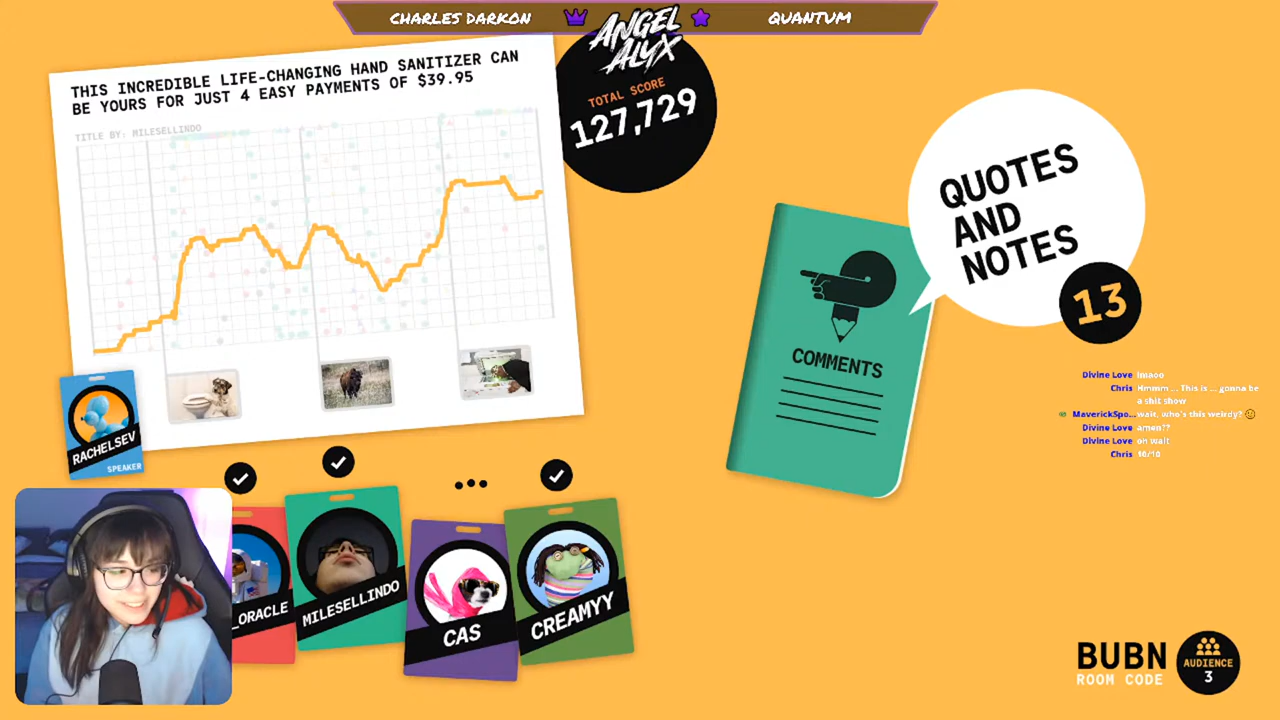 CHARLES DARKON
ANGEL
ALYX
QUANTUM
THIS INCREDIBLE LIFE-CHANGING HAND SANITIZER CAN
BE YOURS FOR JUST 4 EASY PAYMENTS OF $39.95
TITLE BY: MILESELLINDO
TOTAL SCORE
127,729
QUOTES
AND
NOTES
13
COMMENTS
Divine Love lmaoo
Chris Hmmm ... This is ... gonna be
a shit show
MaverickSpo... wait, who's this weirdy?
Divine Love amen??
Divine Love oh wait
Chris 10/10
RACHELSEV
SPEAKER
ORACLE
MILESELLINDO
CAS
CREAMYY
BUBN
ROOM CODE
AUDIENCE
3